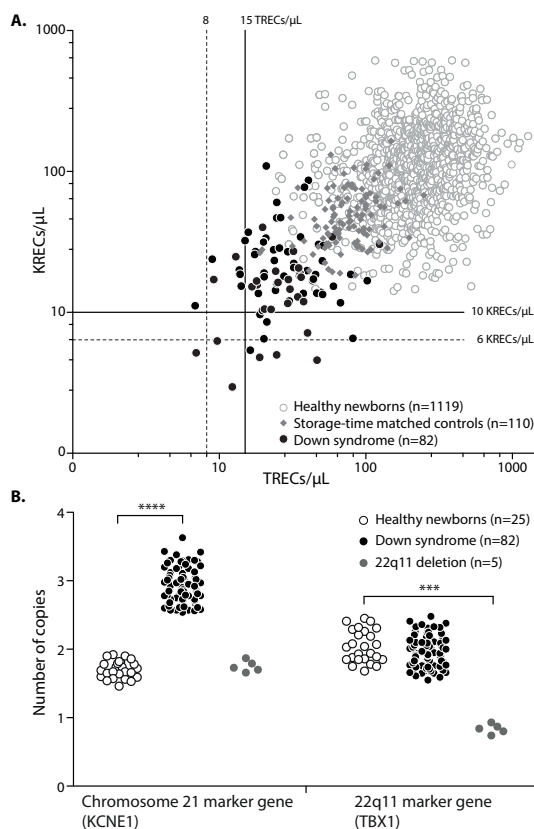 A.
8
15 TRECs/µL
1000
100
10
0
KRECs/µL
10 KRECs/µL
6 KRECs/µL
Healthy newborns (n=1119)
Storage-time matched controls (n=110)
Down syndrome (n=82)
0
10
100
1000
TRECs/µL
B.
4
3
2
1
0
Number of copies
****
***
Healthy newborns (n=25)
Down syndrome (n=82)
22q11 deletion (n=5)
Chromosome 21 marker gene
(KCNE1)
22q11 marker gene
(TBX1)